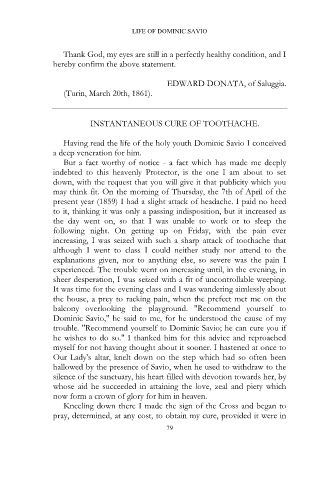 LIFE OF DOMINIC SAVIO
Thank God, my eyes are still in a perfectly healthy condition, and I
hereby confirm the above statement.
EDWARD DONATA, of Saluggia.
(Turin, March 20th, 1861).
INSTANTANEOUS CURE OF TOOTHACHE.
Having read the life of the holy youth Dominic Savio I conceived
a deep veneration for him.
But a fact worthy of notice - a fact which has made me deeply
indebted to this heavenly Protector, is the one I am about to set
down, with the request that you will give it that publicity which you
may think fit. On the morning of Thursday, the 7th of April of the
present year (1859) I had a slight attack of headache. I paid no heed
to it, thinking it was only a passing indisposition, but it increased as
the day went on, so that I was unable to work or to sleep the
following night. On getting up on Friday, with the pain ever
increasing, I was seized with such a sharp attack of toothache that
although I went to class I could neither study nor attend to the
explanations given, nor to anything else, so severe was the pain I
experienced. The trouble went on increasing until, in the evening, in
sheer desperation, I was seized with a fit of uncontrollable weeping.
It was time for the evening class and I was wandering aimlessly about
the house, a prey to racking pain, when the prefect met me on the
balcony overlooking the playground. "Recommend yourself to
Dominic Savio," he said to me, for he understood the cause of my
trouble. "Recommend yourself to Dominic Savio; he can cure you if
he wishes to do so." I thanked him for this advice and reproached
myself for not having thought about it sooner. I hastened at once to
Our Lady's altar, knelt down on the step which had so often been
hallowed by the presence of Savio, when he used to withdraw to the
silence of the sanctuary, his heart filled with devotion towards her, by
whose aid he succeeded in attaining the love, zeal and piety which
now form a crown of glory for him in heaven.
Kneeling down there I made the sign of the Cross and began to
pray, determined, at any cost, to obtain my cure, provided it were in
79